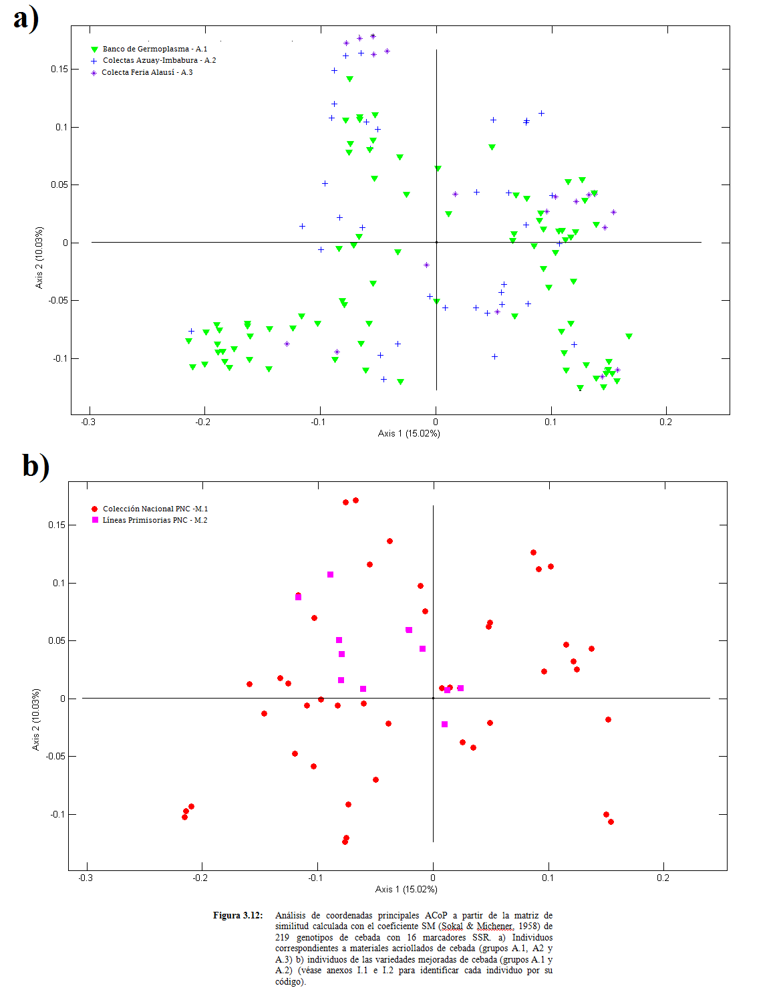 a)
Banco de Germoplasma - A.1
Colectas Azuay-Imbabura - A.2
Colecta Feria Alausí - A.3
0.15
0.1
0.05
0
-0.05
-0.1
Axis 2 (10.03%)
-0.3
-0.2
-0.1
0
0.1
0.2
Axis 1 (15.02%)
b)
Colección Nacional PNC -M.1
Líneas Primisorias PNC - M.2
0.15
0.1
0.05
0
-0.05
-0.1
Axis 2 (10.03%)
-0.3
-0.2
-0.1
0
0.1
0.2
Axis 1 (15.02%)
Figura 3.12: Análisis de coordenadas principales ACoP a partir de la matriz de
similitud calculada con el coeficiente SM (Sokal & Michener, 1958) de
219 genotipos de cebada con 16 marcadores SSR. a) Individuos
correspondientes a materiales acriollados de cebada (grupos A.1, A2 y
A.3) b) individuos de las variedades mejoradas de cebada (grupos A.1 y
A.2) (véase anexos I.1 e I.2 para identificar cada individuo por su
código).